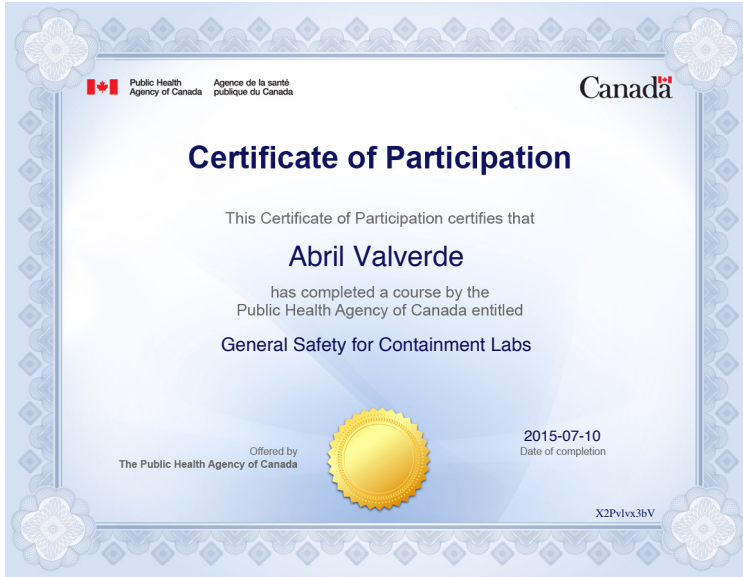 Public Health Agence de la santé
Agency of Canada publique du Canada
Canada
Certificate of Participation
This Certificate of Participation certifies that
Abril Valverde
has completed a course by the
Public Health Agency of Canada entitled
General Safety for Containment Labs
Offered by
The Public Health Agency of Canada
2015-07-10
Date of completion
X2Pvlvx3bV